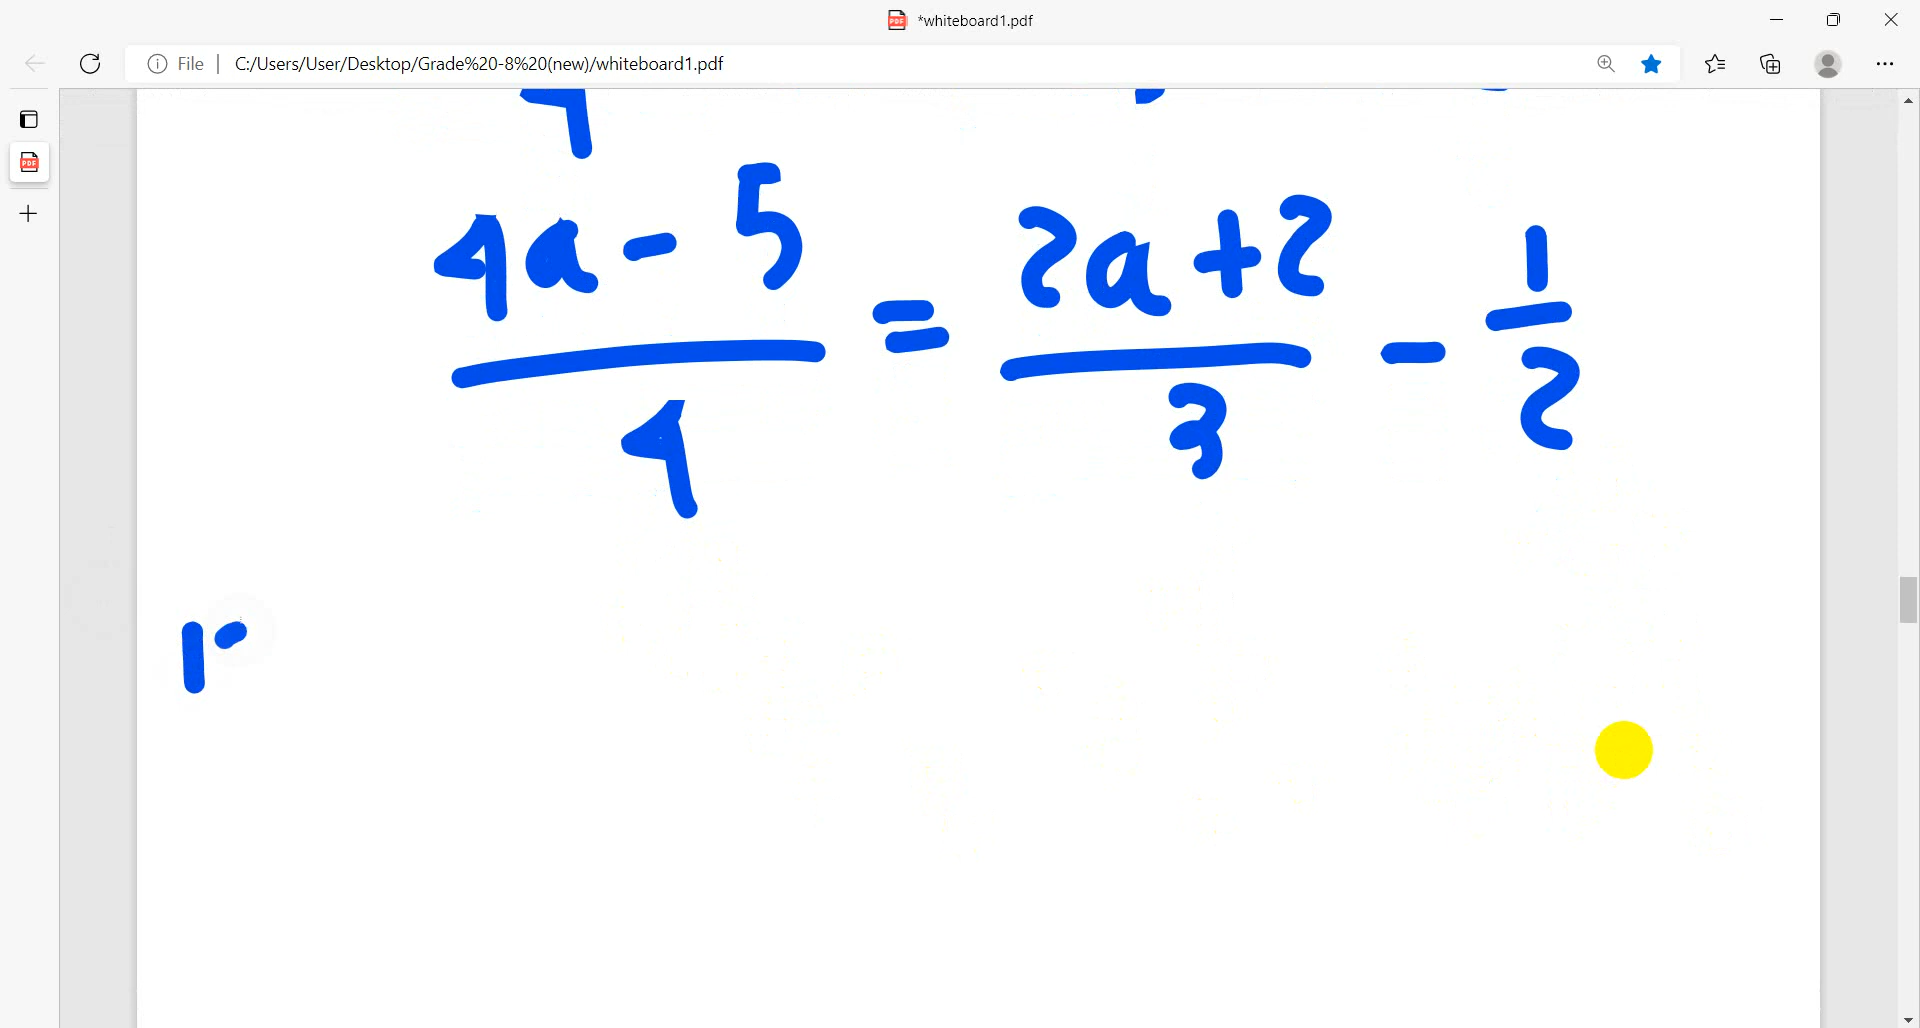 *whiteboard1.pdf
File | C:/Users/User/Desktop/Grade%20-8%20(new)/whiteboard1.pdf
4a - 5 / 4 = 2a + 2 / 3 - 1 / 2